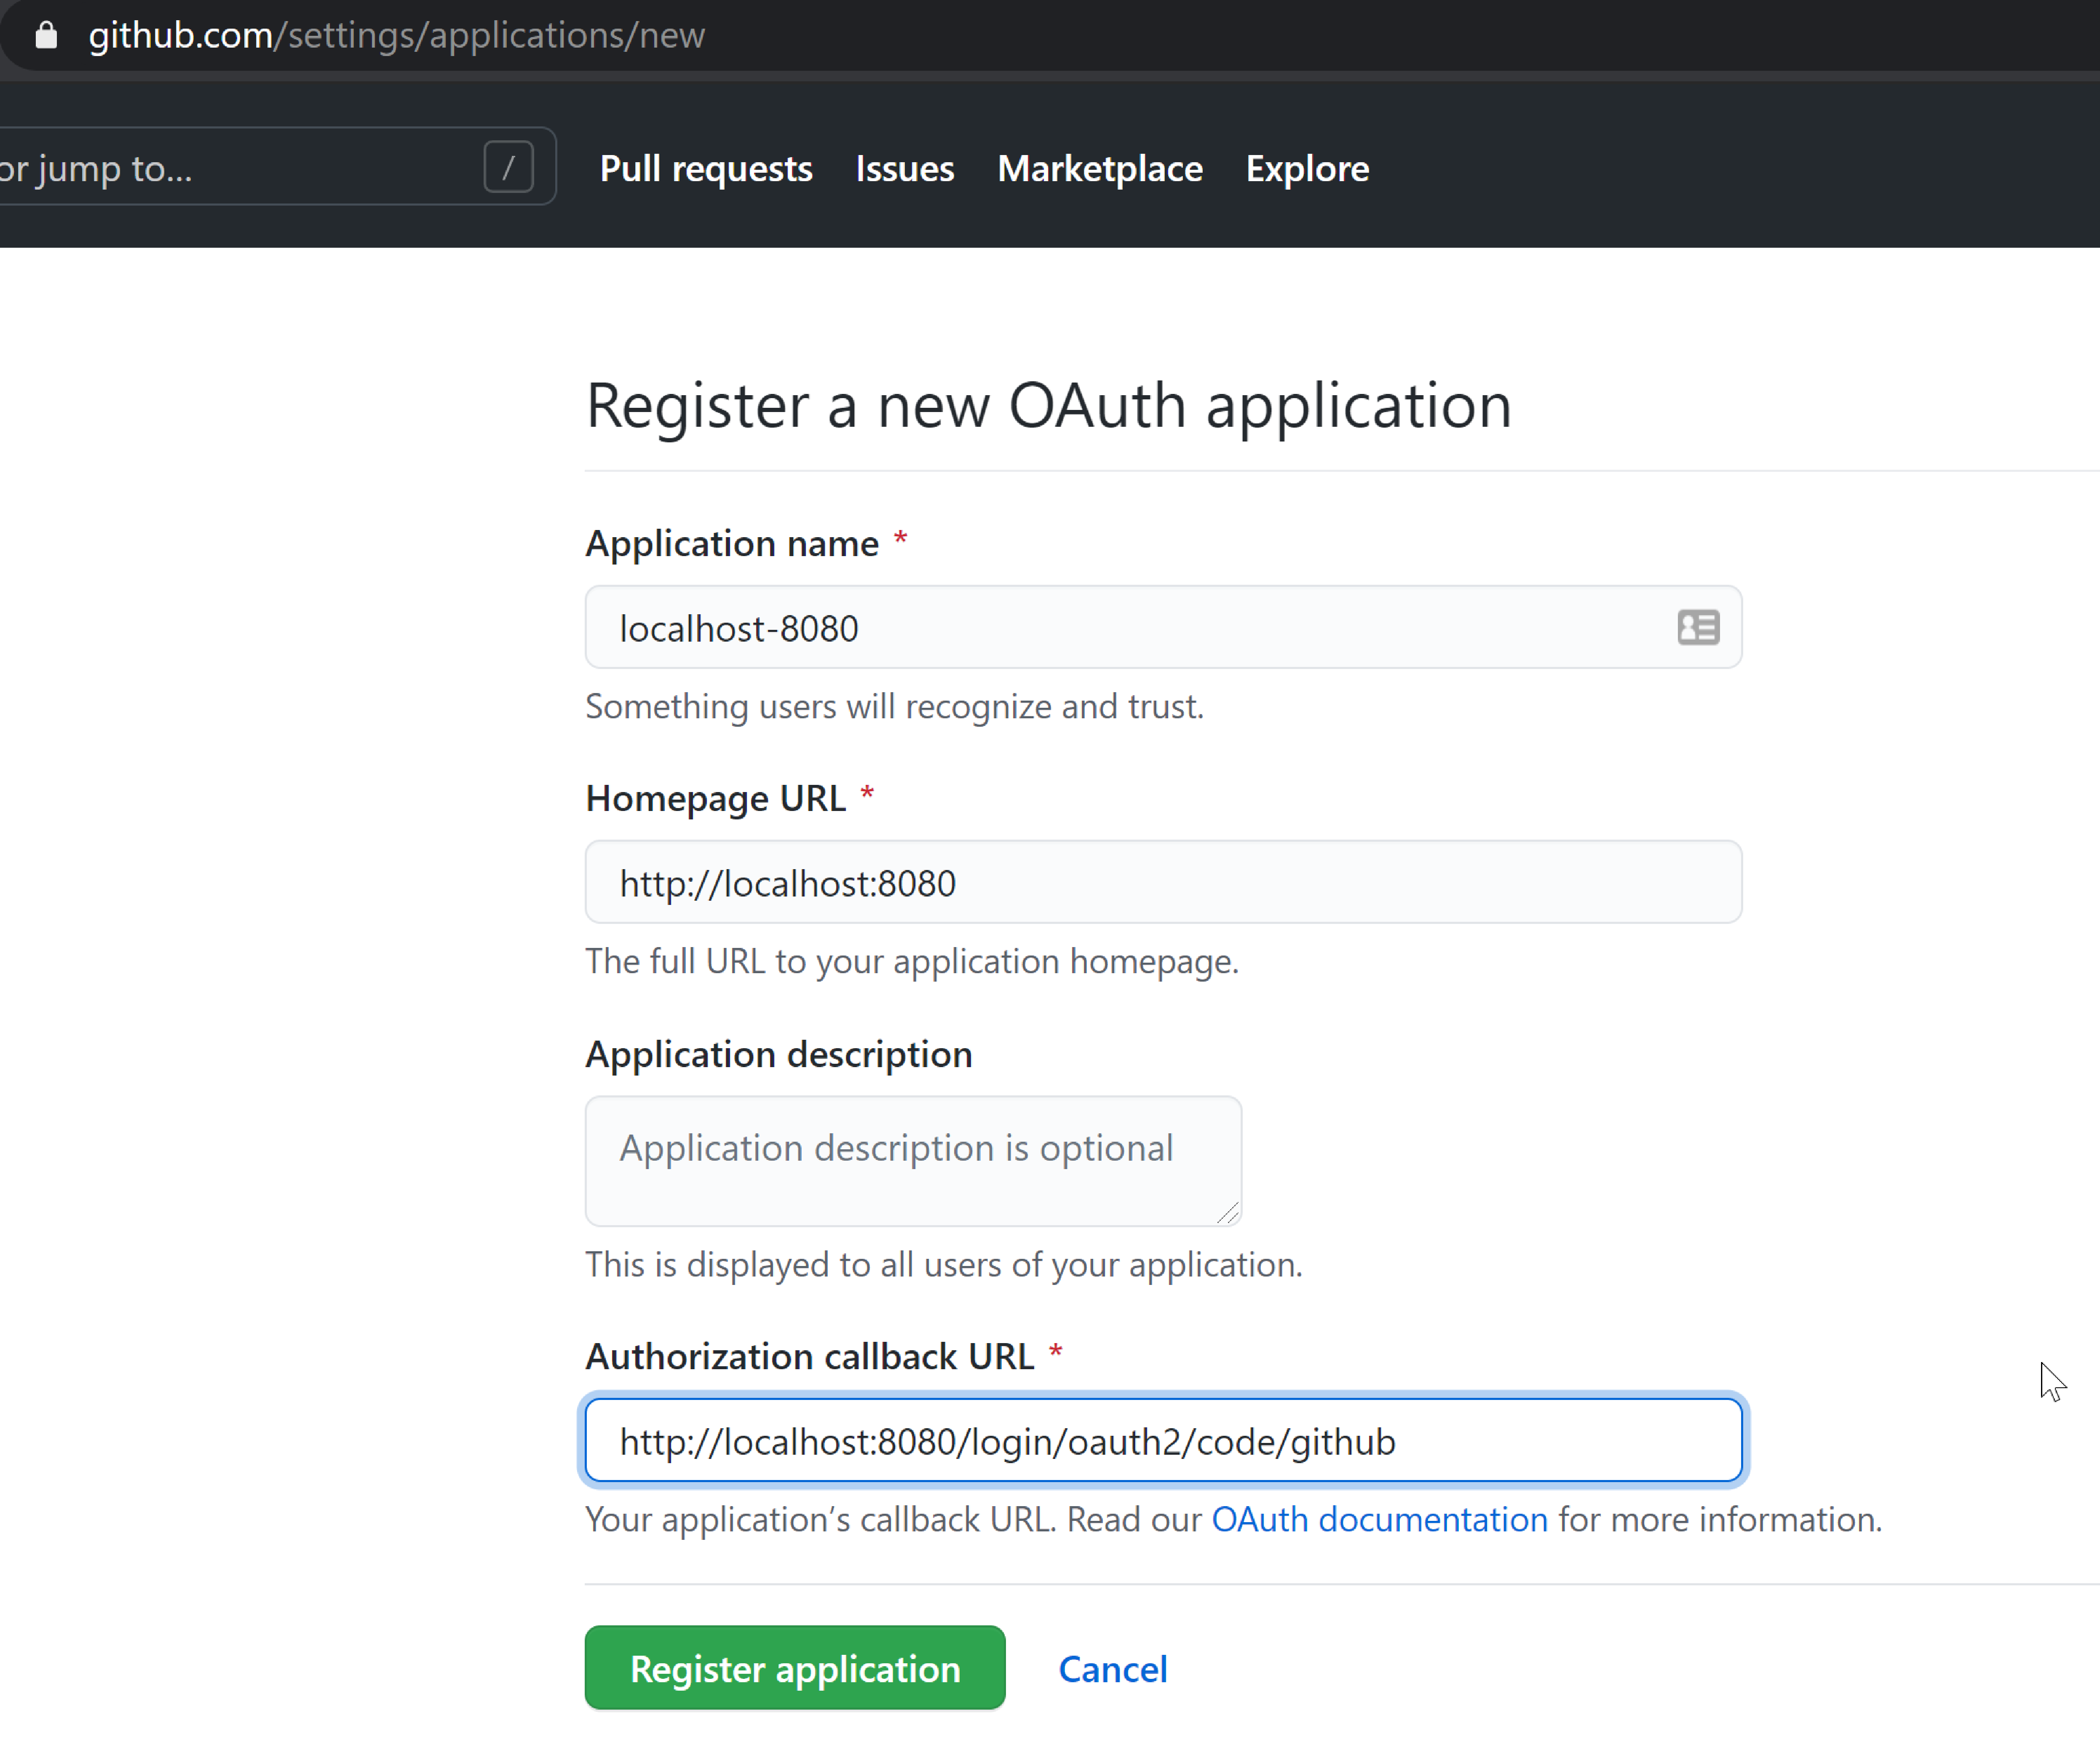 github.com/settings/applications/new
or jump to... /
Pull requests Issues Marketplace Explore
Register a new OAuth application
Application name *
localhost-8080
Something users will recognize and trust.
Homepage URL *
http://localhost:8080
The full URL to your application homepage.
Application description
Application description is optional
This is displayed to all users of your application.
Authorization callback URL *
http://localhost:8080/login/oauth2/code/github
Your application’s callback URL. Read our OAuth documentation for more information.
Register application Cancel